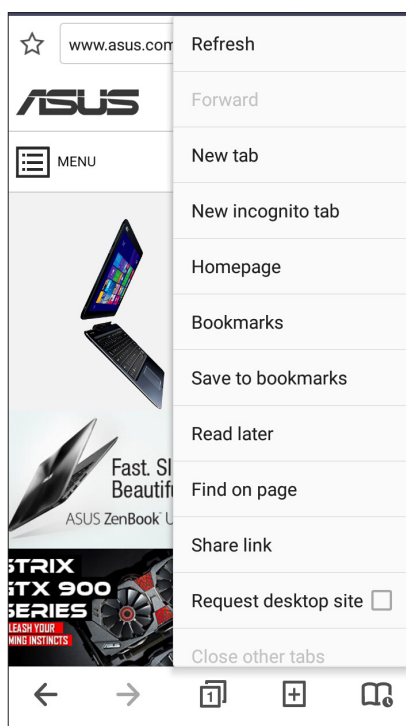 www.asus.com
Refresh
ASUS
Forward
MENU
New tab
New incognito tab
Homepage
Bookmarks
Save to bookmarks
Read later
Fast. Sl
Beautif
Find on page
ASUS ZenBook U
Share link
STRIX
GTX 900
SERIES
Request desktop site
LEASH YOUR
MING INSTINCTS
Close other tabs
1